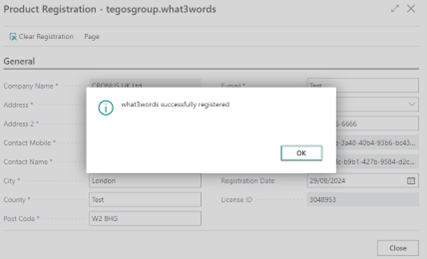 Product Registration - tegosgroup.what3words
Clear Registration Page
General
Company Name * CRONUS UK Ltd. E-mail * Test
Address *
Address 2 * -6666
Contact Mobile * -3a48-40b4-93b6-bc43...
Contact Name * c-b9b1-427b-9584-d2c...
what3words successfully registered
OK
City * London Registration Date 29/08/2024
County * Test License ID 3048953
Post Code * W2 8HG
Close